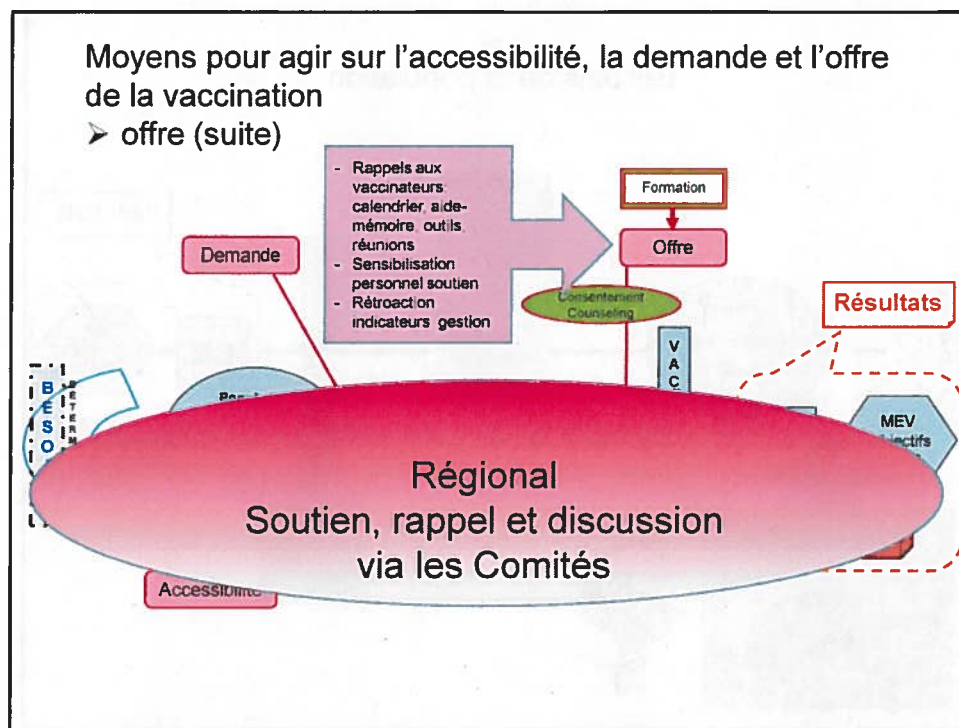 Moyens pour agir sur l'accessibilité, la demande et l'offre
de la vaccination
➢ offre (suite)
- Rappels aux
vaccinateurs
calendrier, aide-
mémoire, outils,
réunions
- Sensibilisation
personnel soutien
- Rétroaction
indicateurs gestion
Formation
Offre
Demande
Consentement
Counseling
Résultats
MEV
Régional
Soutien, rappel et discussion
via les Comités
Accessibilité